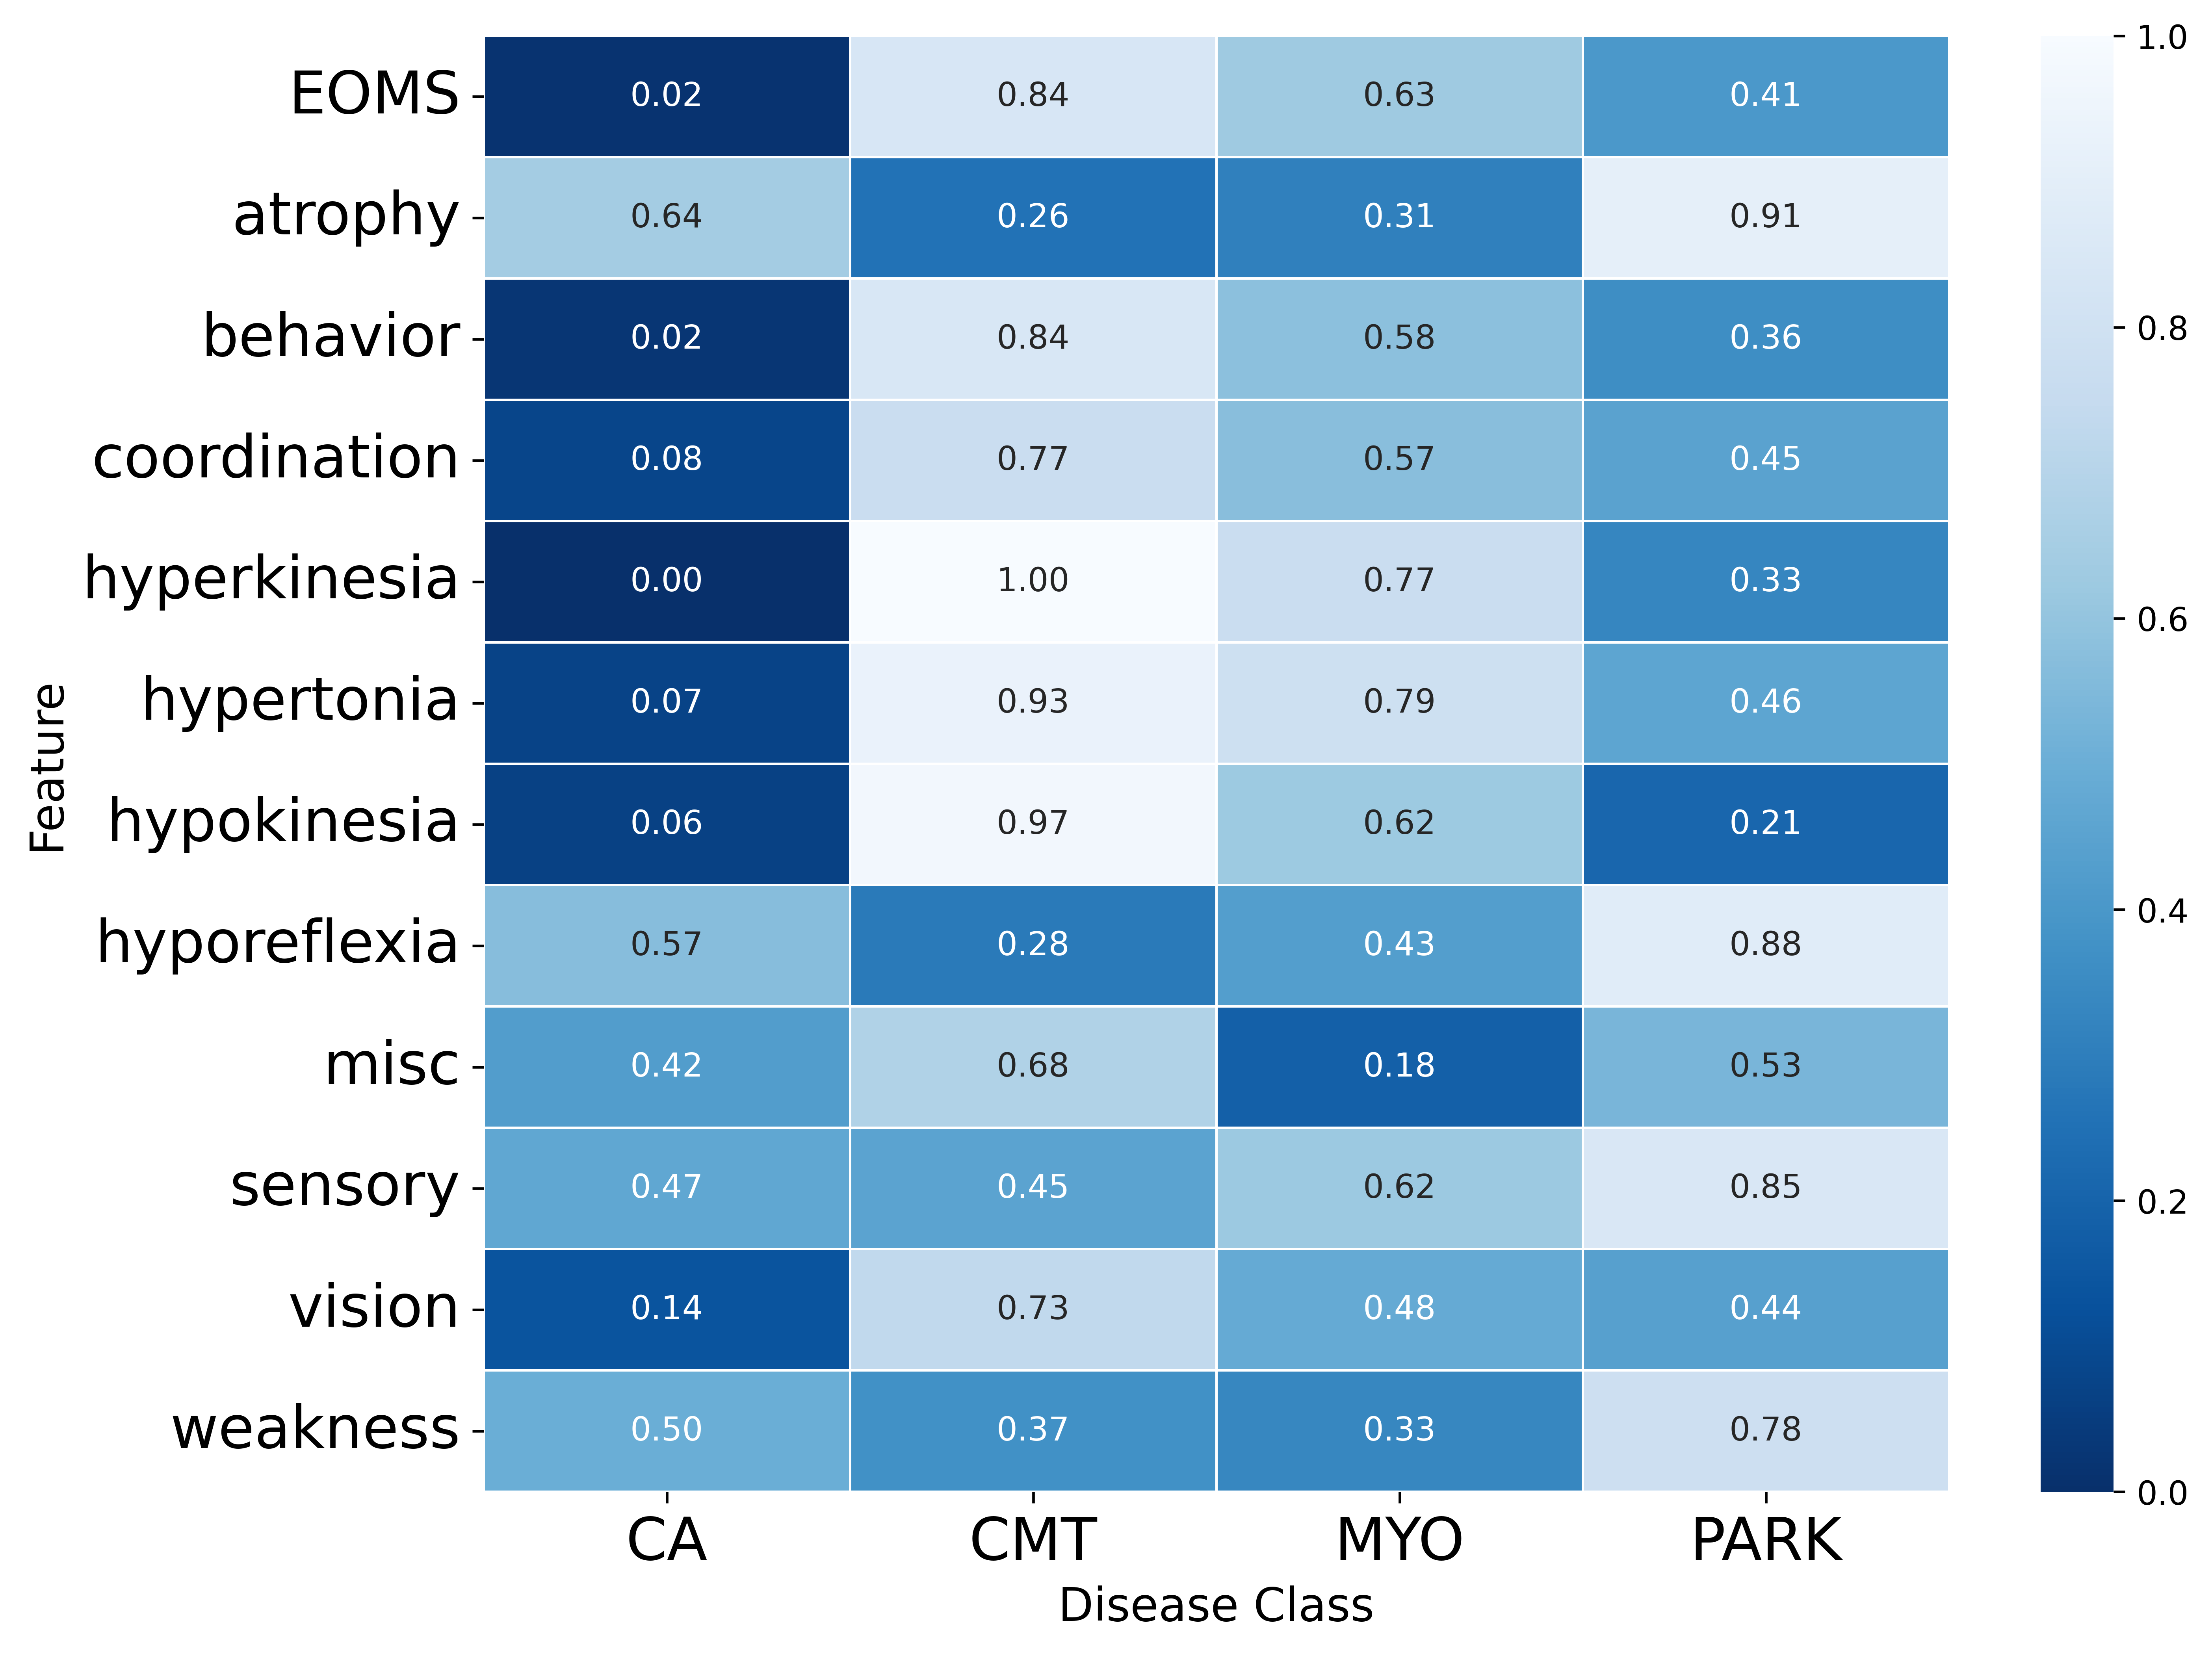 EOMS 0.02 0.84 0.63 0.41
atrophy 0.64 0.26 0.31 0.91
behavior 0.02 0.84 0.58 0.36
coordination 0.08 0.77 0.57 0.45
hyperkinesia 0.00 1.00 0.77 0.33
hypertonia 0.07 0.93 0.79 0.46
hypokinesia 0.06 0.97 0.62 0.21
hyporeflexia 0.57 0.28 0.43 0.88
misc 0.42 0.68 0.18 0.53
sensory 0.47 0.45 0.62 0.85
vision 0.14 0.73 0.48 0.44
weakness 0.50 0.37 0.33 0.78
CA CMT MYO PARK
Disease Class
Feature
1.0
0.8
0.6
0.4
0.2
0.0